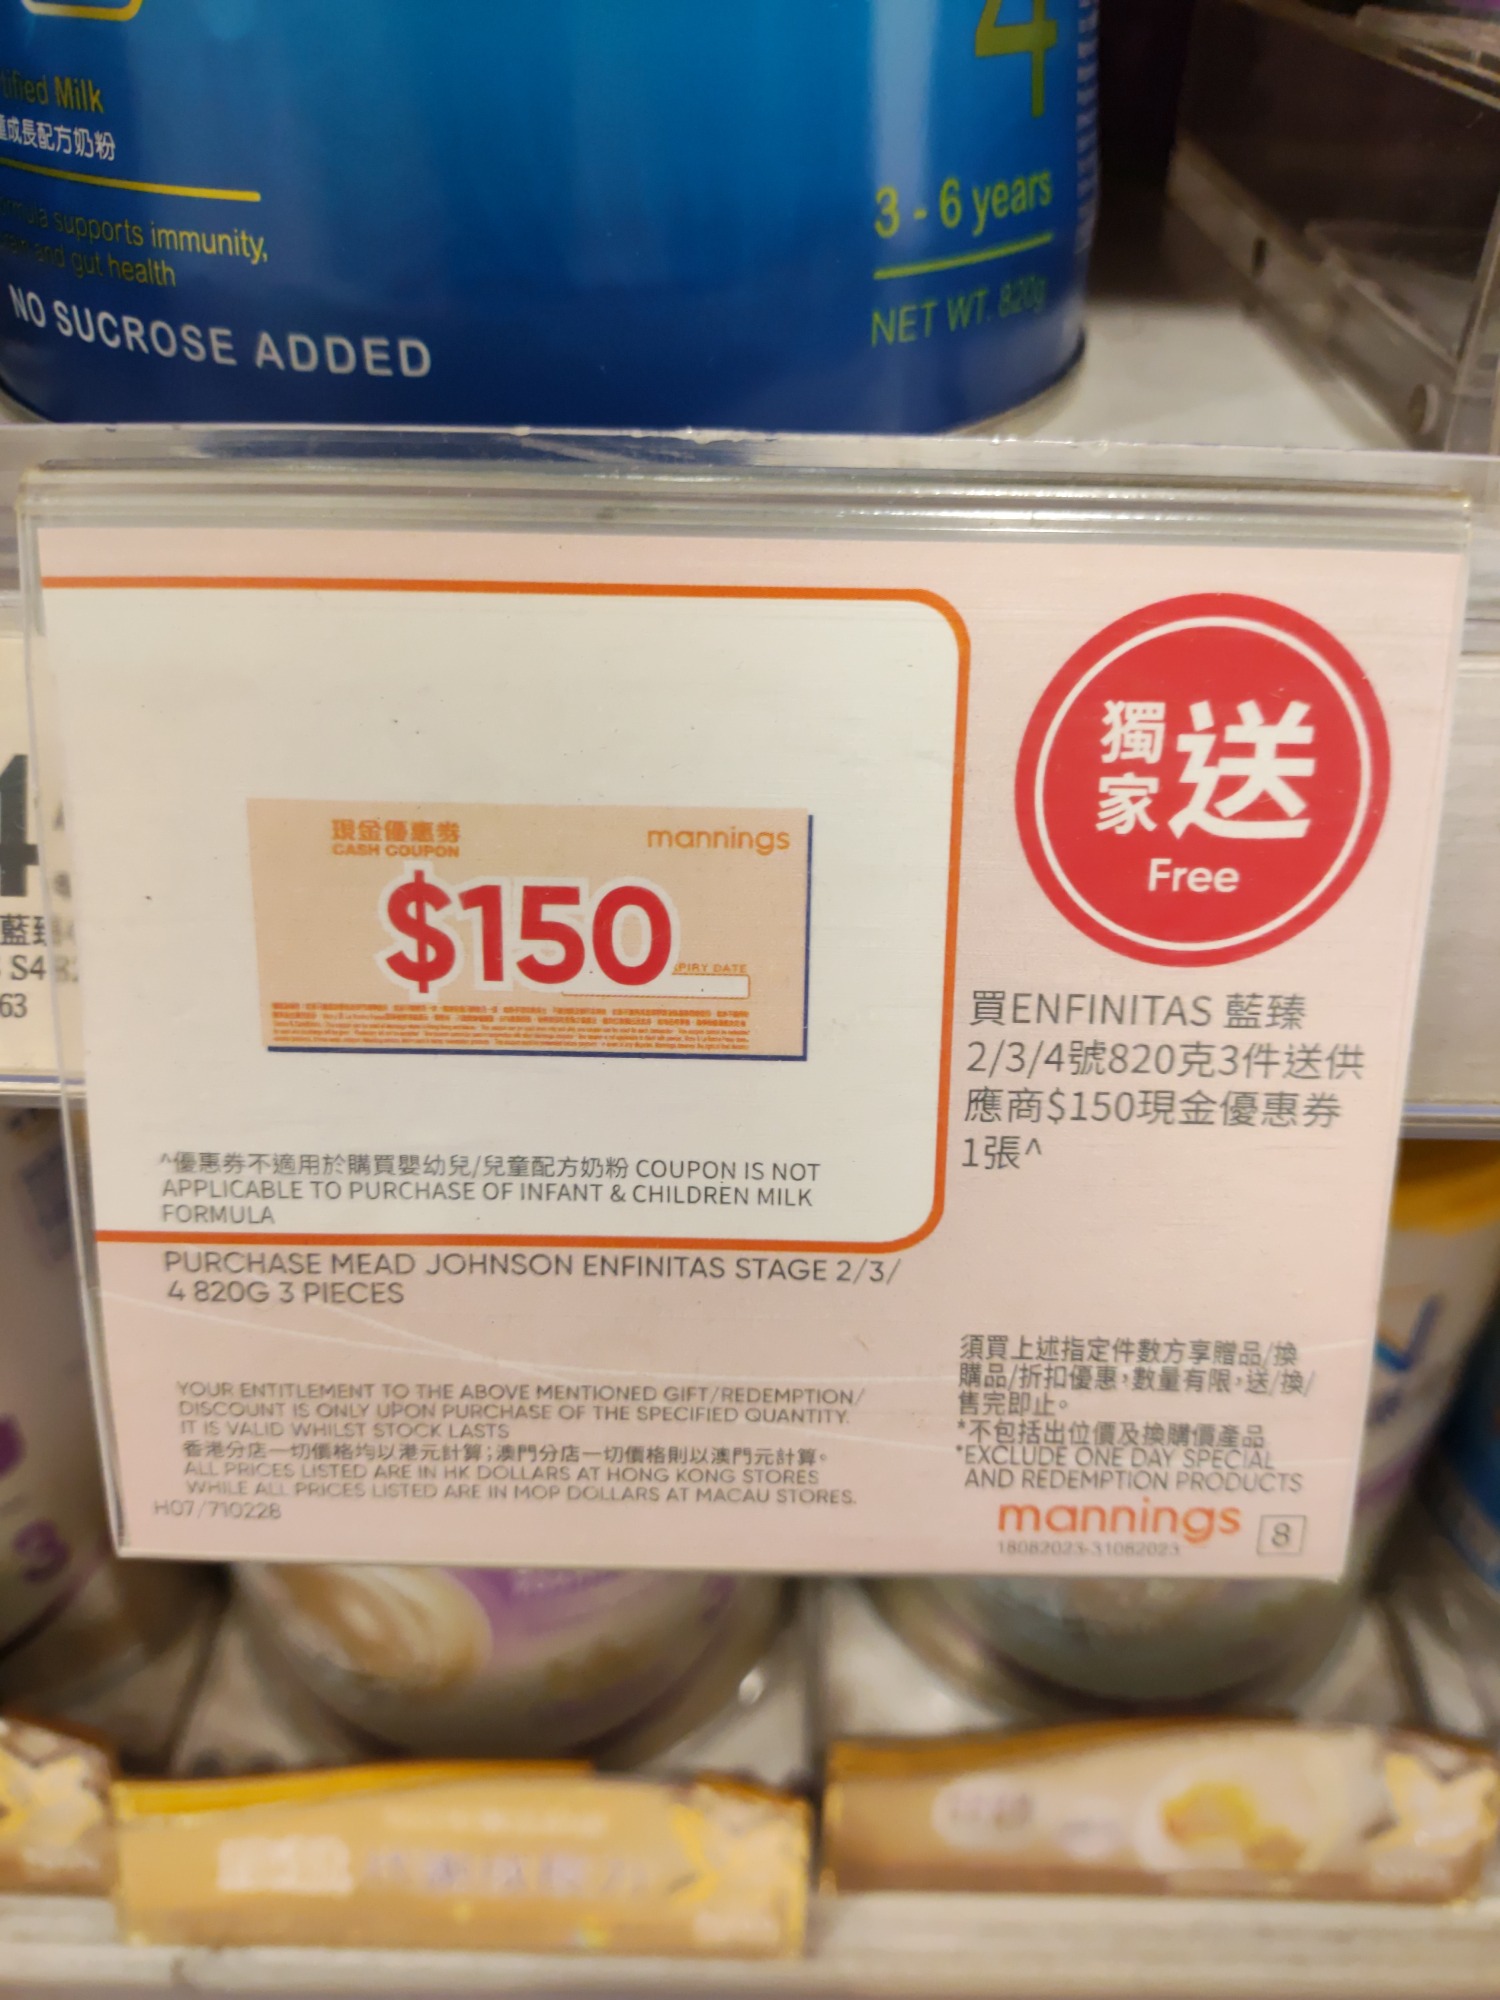 4
Milk
成長配方奶粉
3 - 6 years
supports immunity,
and gut health
NET WT. 820g
NO SUCROSE ADDED
現金優惠券
CASH COUPON
mannings
$150
PIRY DATE
獨家送
Free
買ENFINITAS 藍臻
2/3/4號820克3件送供
應商$150現金優惠券
1張^
^優惠券不適用於購買嬰幼兒/兒童配方奶粉 COUPON IS NOT
APPLICABLE TO PURCHASE OF INFANT & CHILDREN MILK
FORMULA
PURCHASE MEAD JOHNSON ENFINITAS STAGE 2/3/
4 820G 3 PIECES
YOUR ENTITLEMENT TO THE ABOVE MENTIONED GIFT/REDEMPTION/
DISCOUNT IS ONLY UPON PURCHASE OF THE SPECIFIED QUANTITY.
IT IS VALID WHILST STOCK LASTS
香港分店一切價格均以港元計算;澳門分店一切價格則以澳門元計算。
ALL PRICES LISTED ARE IN HK DOLLARS AT HONG KONG STORES
WHILE ALL PRICES LISTED ARE IN MOP DOLLARS AT MACAU STORES.
H07/710228
須買上述指定件數方享贈品/換
購品/折扣優惠,數量有限,送/換/
售完即止。
*不包括出位價及換購價產品
*EXCLUDE ONE DAY SPECIAL
AND REDEMPTION PRODUCTS
mannings 8
18082023-31082023
4
藍臻
S4
63
3